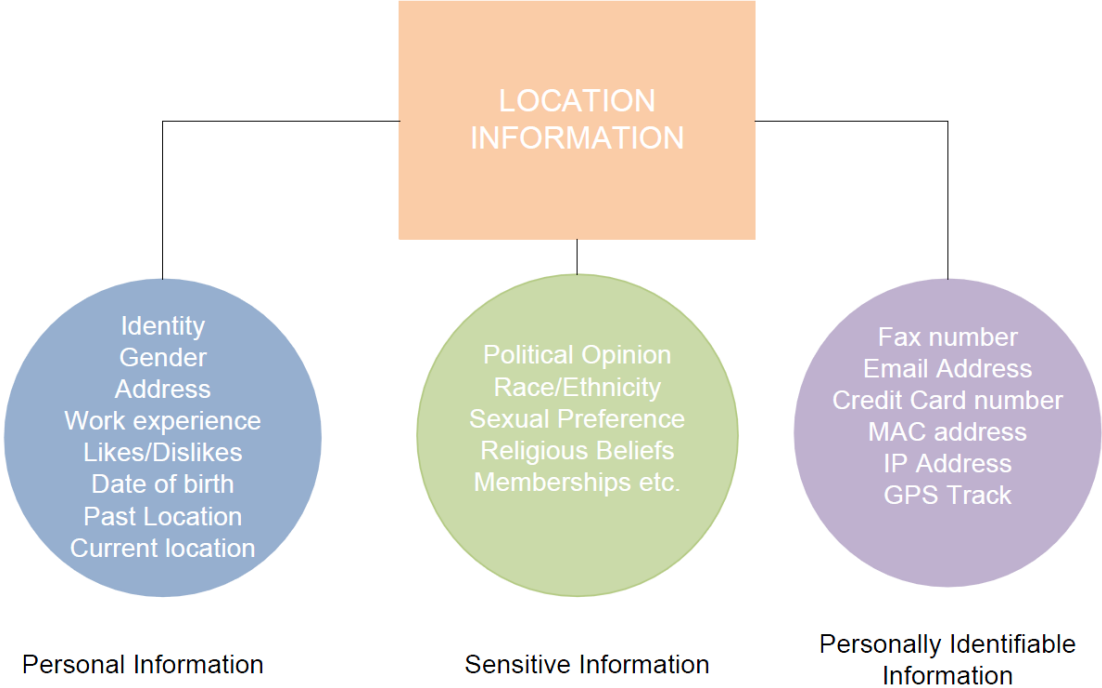 LOCATION
INFORMATION
Identity
Gender
Address
Work experience
Likes/Dislikes
Date of birth
Past Location
Current location
Political Opinion
Race/Ethnicity
Sexual Preference
Religious Beliefs
Memberships etc.
Fax number
Email Address
Credit Card number
MAC address
IP Address
GPS Track
Personal Information
Sensitive Information
Personally Identifiable
Information